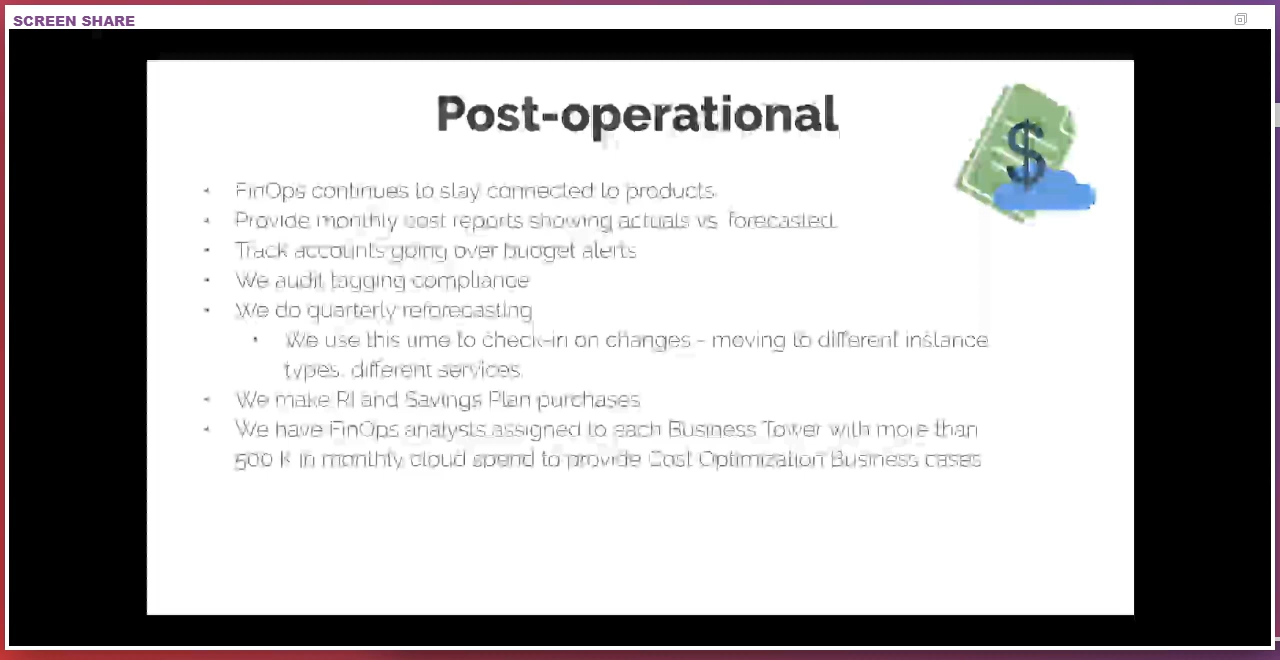 SCREEN SHARE
Post-operational
$
• FinOps continues to stay connected to products.
• Provide monthly cost reports showing actuals vs. forecasted.
• Track accounts going over budget alerts
• We audit tagging compliance
• We do quarterly reforecasting
• We use this time to check-in on changes - moving to different instance
types, different services.
• We make RI and Savings Plan purchases
• We have FinOps analysts assigned to each Business Tower with more than
500 K in monthly cloud spend to provide Cost Optimization Business cases